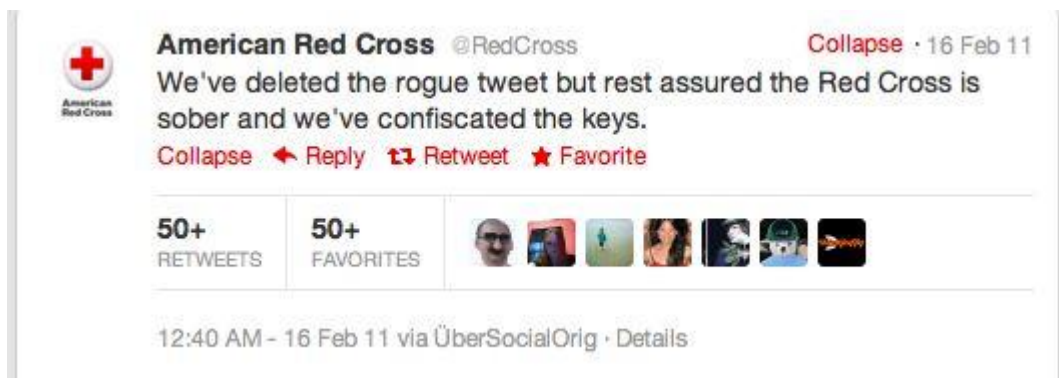 American Red Cross @RedCross Collapse · 16 Feb 11
We've deleted the rogue tweet but rest assured the Red Cross is
sober and we've confiscated the keys.
Collapse Reply Retweet Favorite
50+ 50+
RETWEETS FAVORITES
12:40 AM - 16 Feb 11 via ÜberSocialOrig · Details
American
Red Cross